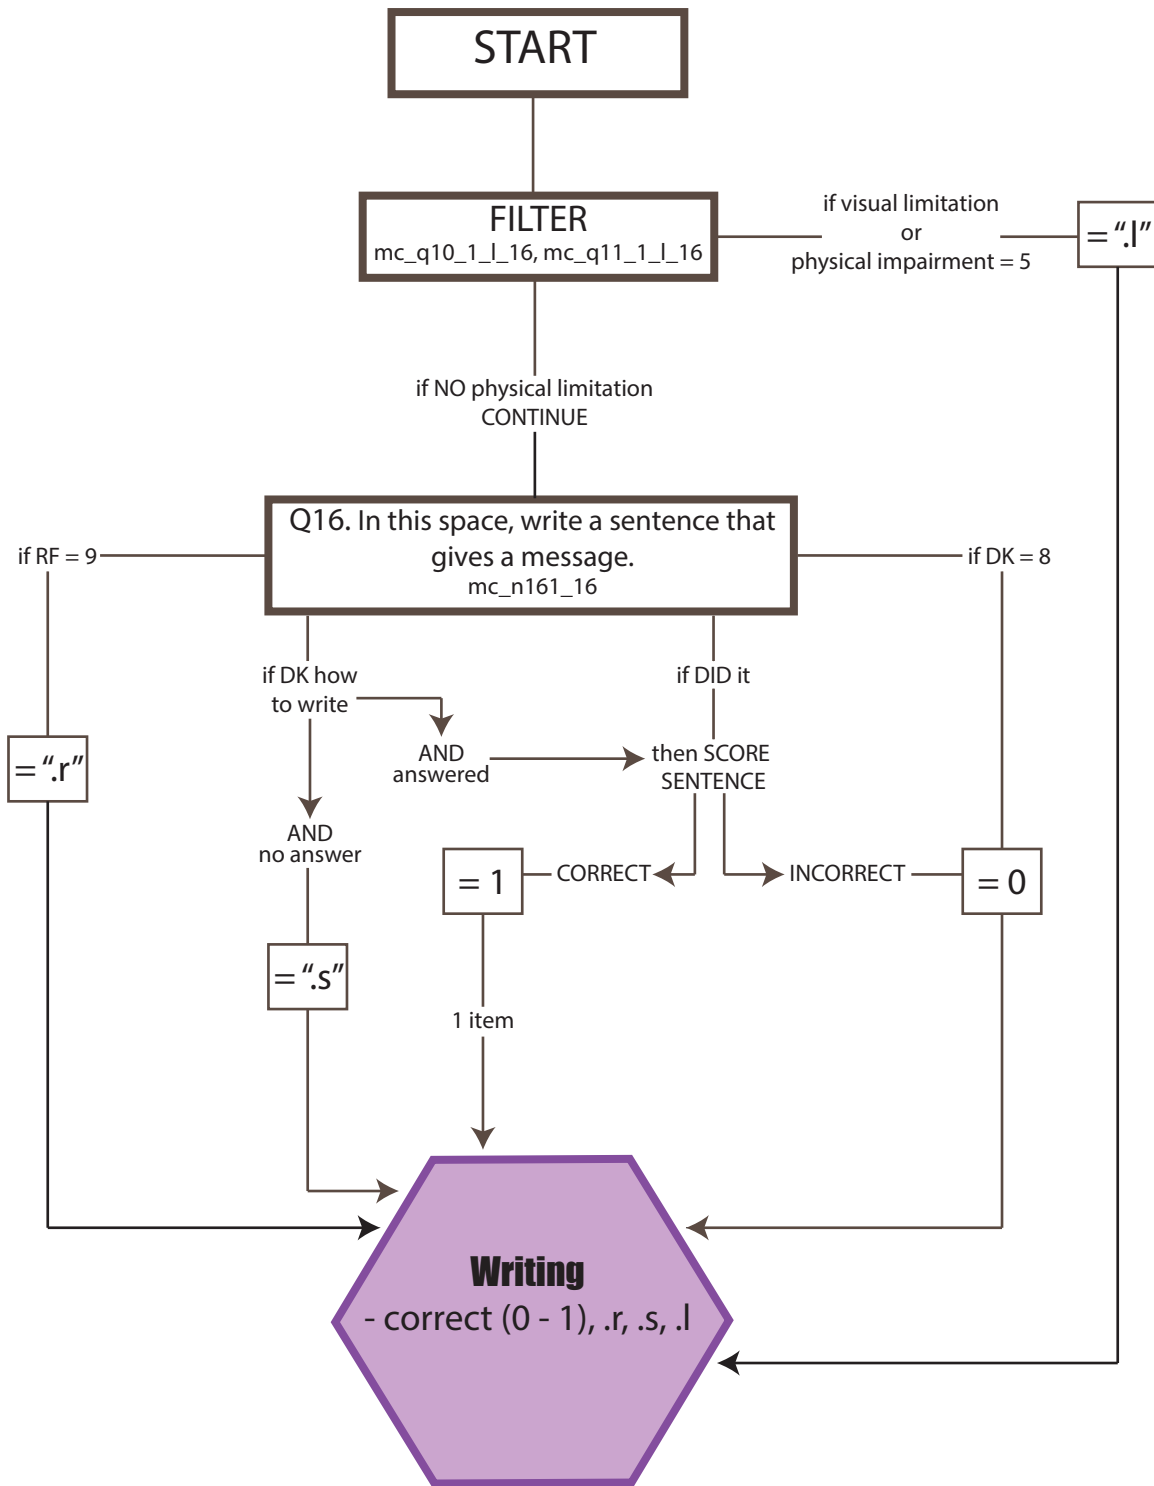 START
FILTER
mc_q10_1_l_16, mc_q11_1_l_16
if visual limitation
or
physical impairment = 5
= “.l”
if NO physical limitation
CONTINUE
Q16. In this space, write a sentence that
gives a message.
mc_n161_16
if RF = 9
if DK = 8
if DK how
to write
if DID it
= “.r”
AND
answered
then SCORE
SENTENCE
AND
no answer
= 1
CORRECT
INCORRECT
= 0
= “.s”
1 item
Writing
- correct (0 - 1), .r, .s, .l